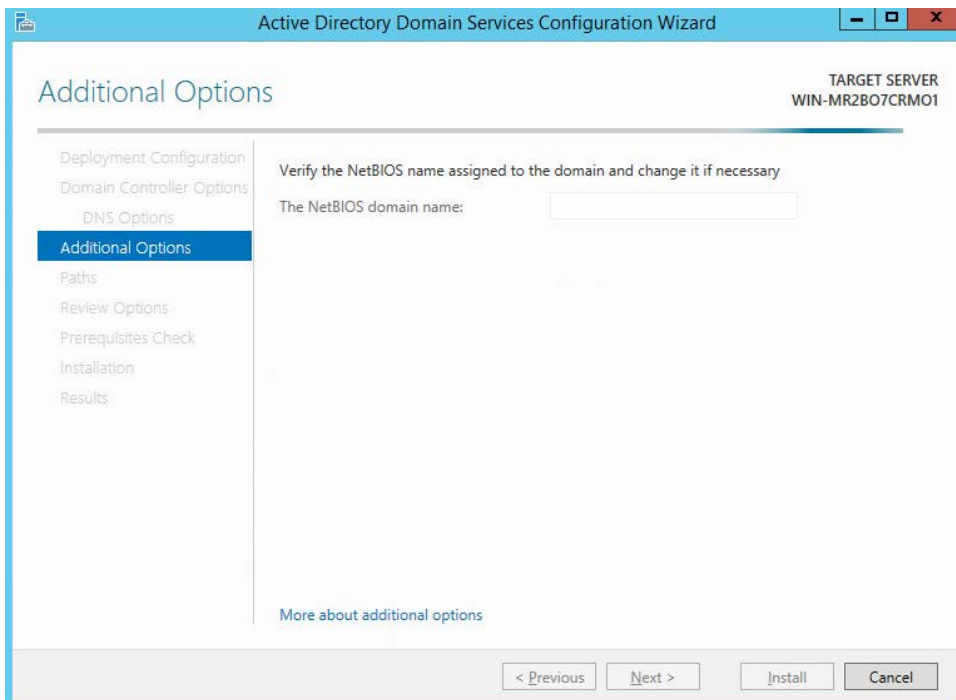 Active Directory Domain Services Configuration Wizard
Additional Options
TARGET SERVER
WIN-MR2BO7CRMO1
Deployment Configuration
Domain Controller Options
DNS Options
Additional Options
Paths
Review Options
Prerequisites Check
Installation
Results
Verify the NetBIOS name assigned to the domain and change it if necessary
The NetBIOS domain name:
More about additional options
< Previous
Next >
Install
Cancel